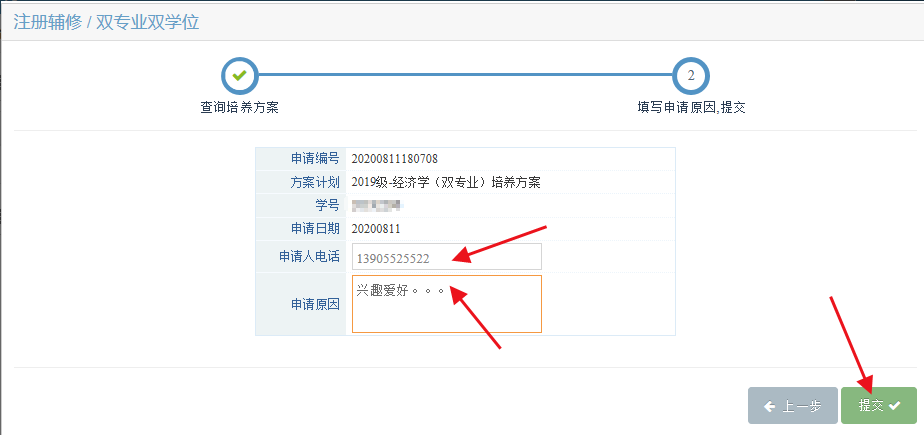 注册辅修 / 双专业双学位
2
查询培养方案
填写申请原因,提交
申请编号 20200811180708
方案计划 2019级-经济学（双专业）培养方案
学号
申请日期 20200811
申请人电话 13905525522
申请原因 兴趣爱好。。。
上一步
提交